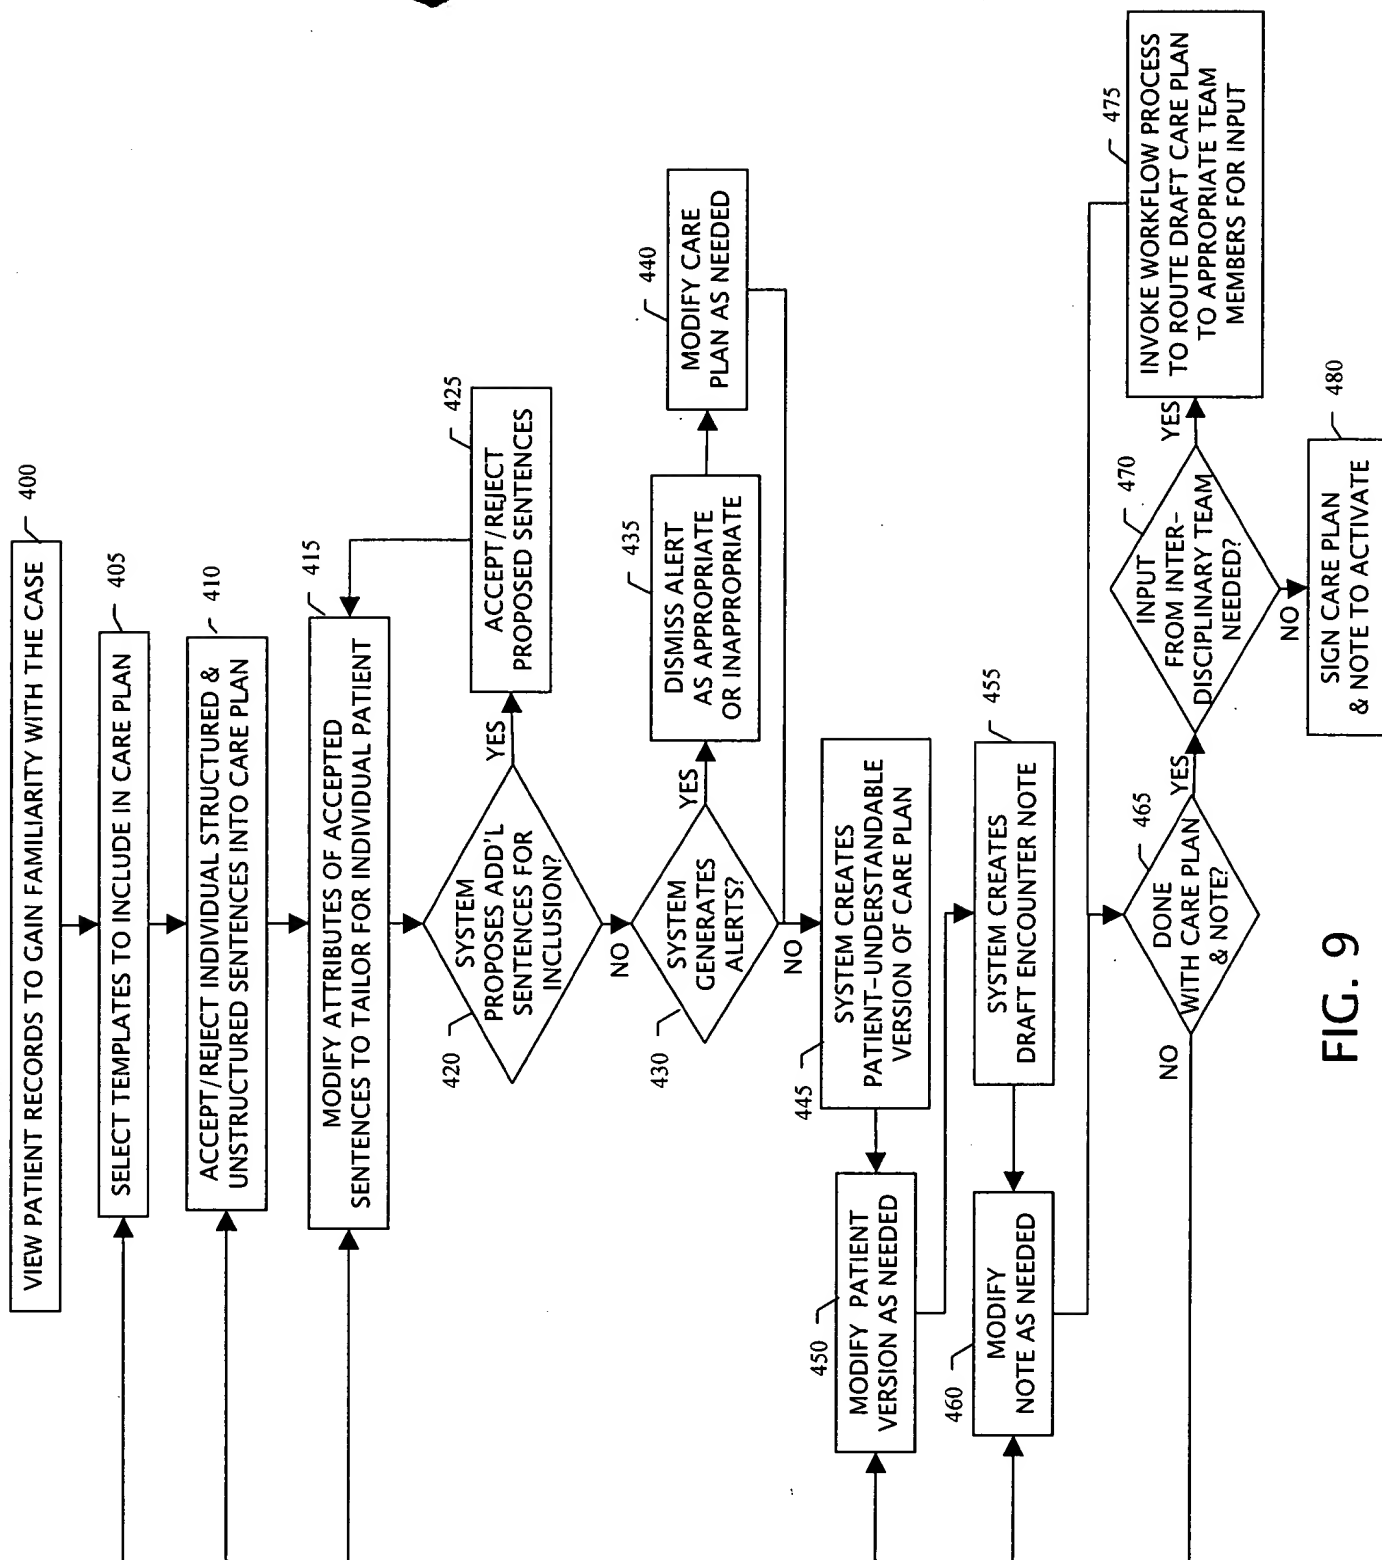 VIEW PATIENT RECORDS TO GAIN FAMILIARITY WITH THE CASE
400
SELECT TEMPLATES TO INCLUDE IN CARE PLAN
405
ACCEPT/REJECT INDIVIDUAL STRUCTURED &
UNSTRUCTURED SENTENCES INTO CARE PLAN
410
MODIFY ATTRIBUTES OF ACCEPTED
SENTENCES TO TAILOR FOR INDIVIDUAL PATIENT
415
SYSTEM
PROPOSES ADD'L
SENTENCES FOR
INCLUSION?
420
YES
ACCEPT/REJECT
PROPOSED SENTENCES
425
NO
SYSTEM
GENERATES
ALERTS?
430
YES
DISMISS ALERT
AS APPROPRIATE
OR INAPPROPRIATE
435
MODIFY CARE
PLAN AS NEEDED
440
NO
SYSTEM CREATES
PATIENT-UNDERSTANDABLE
VERSION OF CARE PLAN
445
MODIFY PATIENT
VERSION AS NEEDED
450
SYSTEM CREATES
DRAFT ENCOUNTER NOTE
455
MODIFY
NOTE AS NEEDED
460
DONE
WITH CARE PLAN
& NOTE?
465
NO
YES
INPUT
FROM INTER-
DISCIPLINARY TEAM
NEEDED?
470
YES
INVOKE WORKFLOW PROCESS
TO ROUTE DRAFT CARE PLAN
TO APPROPRIATE TEAM
MEMBERS FOR INPUT
475
NO
SIGN CARE PLAN
& NOTE TO ACTIVATE
480
FIG. 9